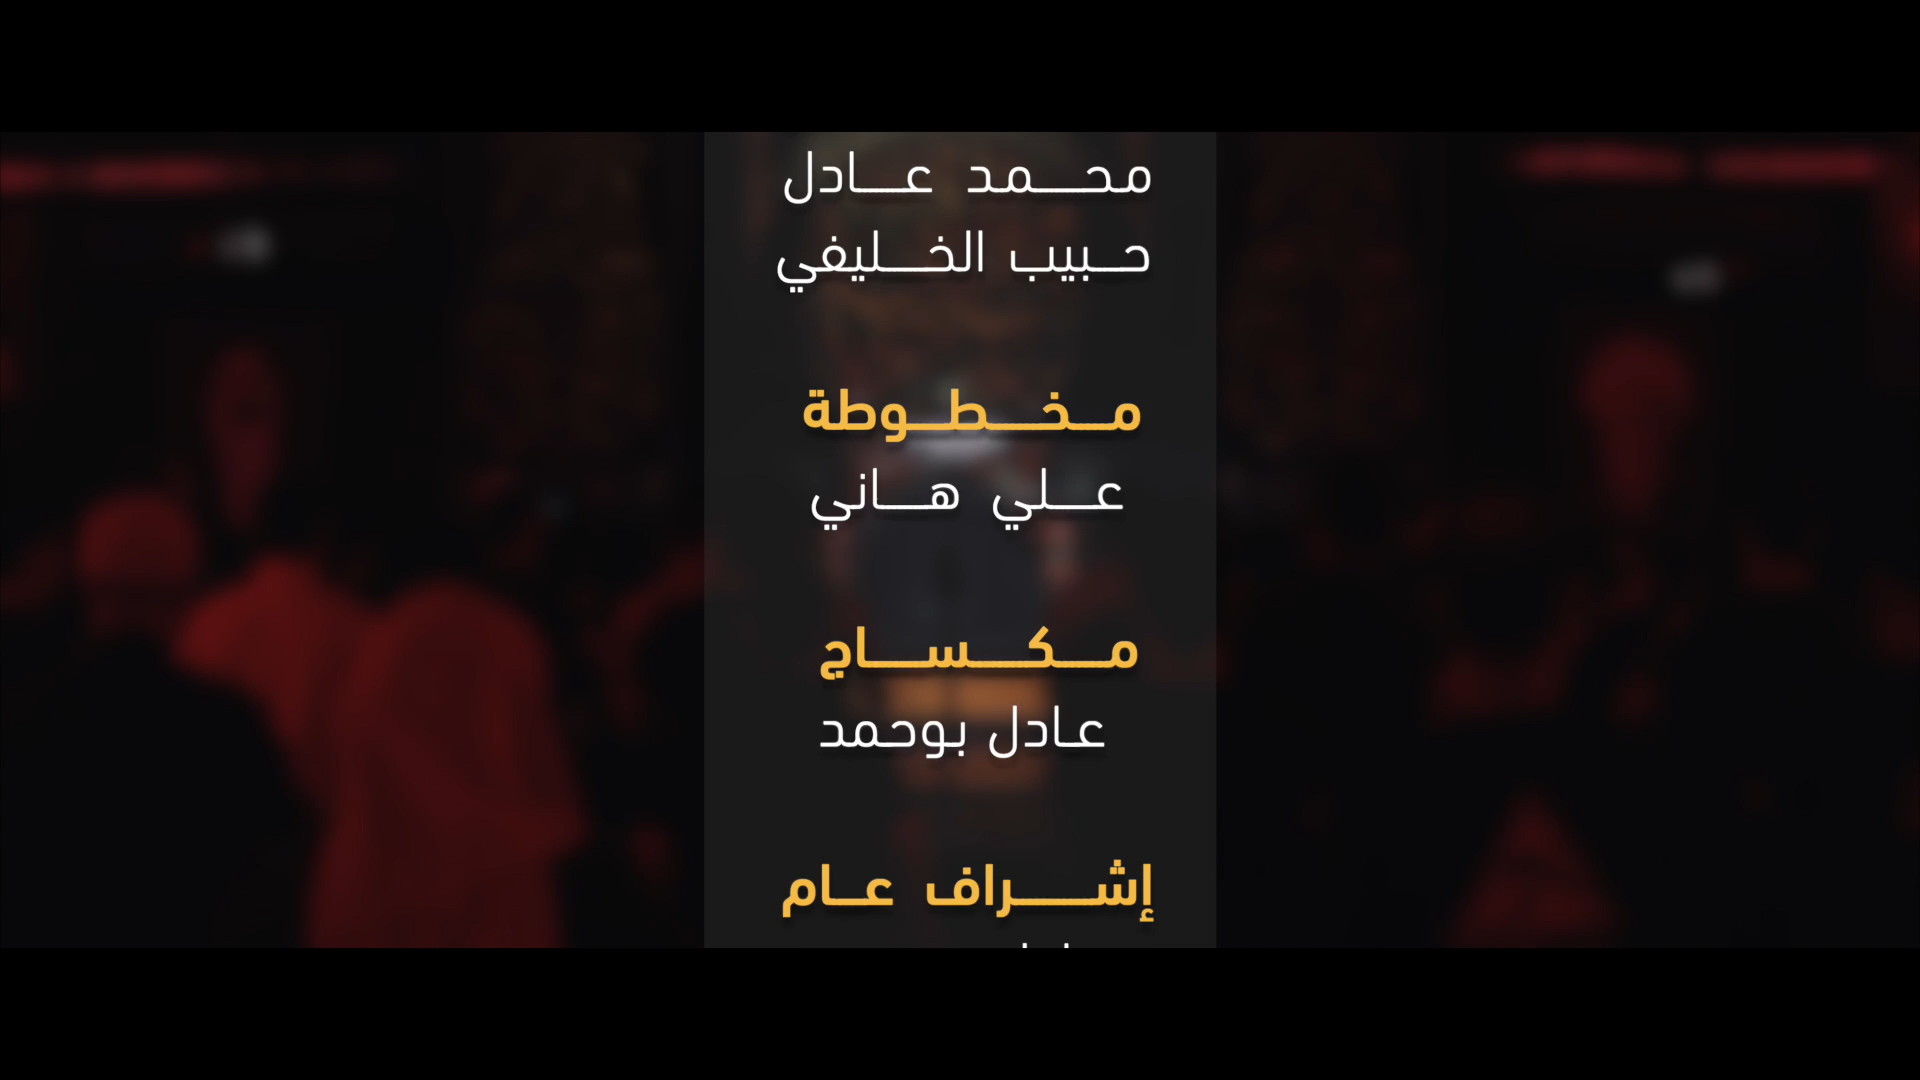 محمد عادل
حبيب الخليفي
مخطوطة
علي هاني
مكساج
عادل بوحمد
إشراف عام